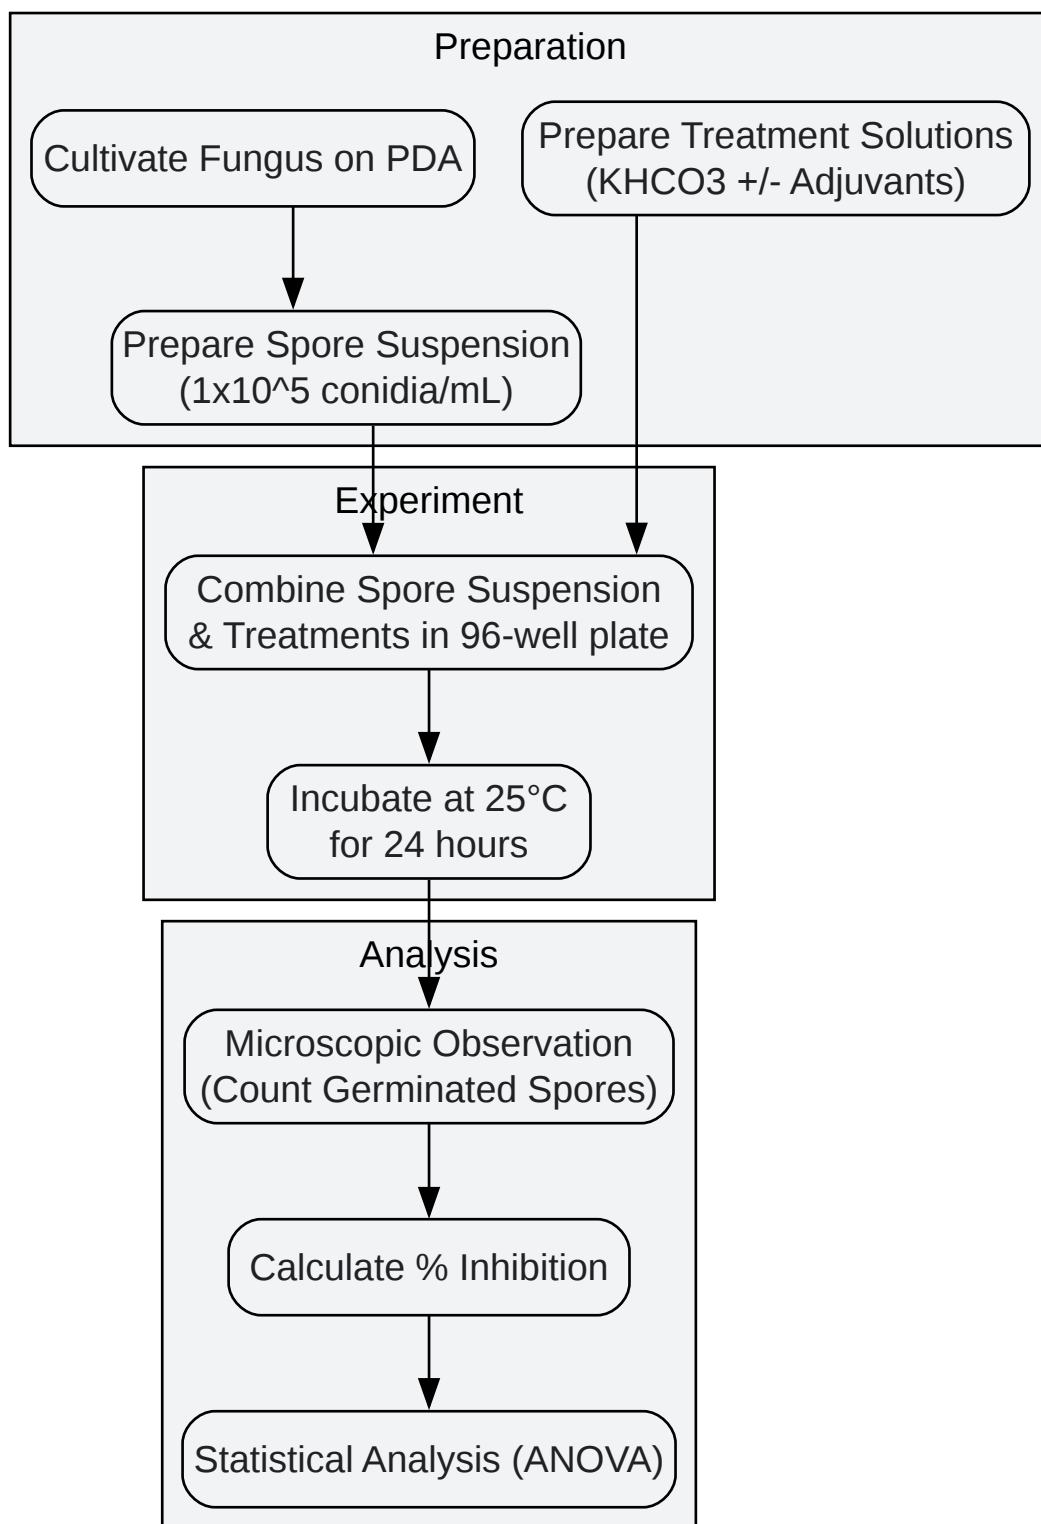 Preparation
Cultivate Fungus on PDA
Prepare Treatment Solutions
(KHCO3 +/- Adjuvants)
Prepare Spore Suspension
(1x10^5 conidia/mL)
Experiment
Combine Spore Suspension
& Treatments in 96-well plate
Incubate at 25°C
for 24 hours
Analysis
Microscopic Observation
(Count Germinated Spores)
Calculate % Inhibition
Statistical Analysis (ANOVA)